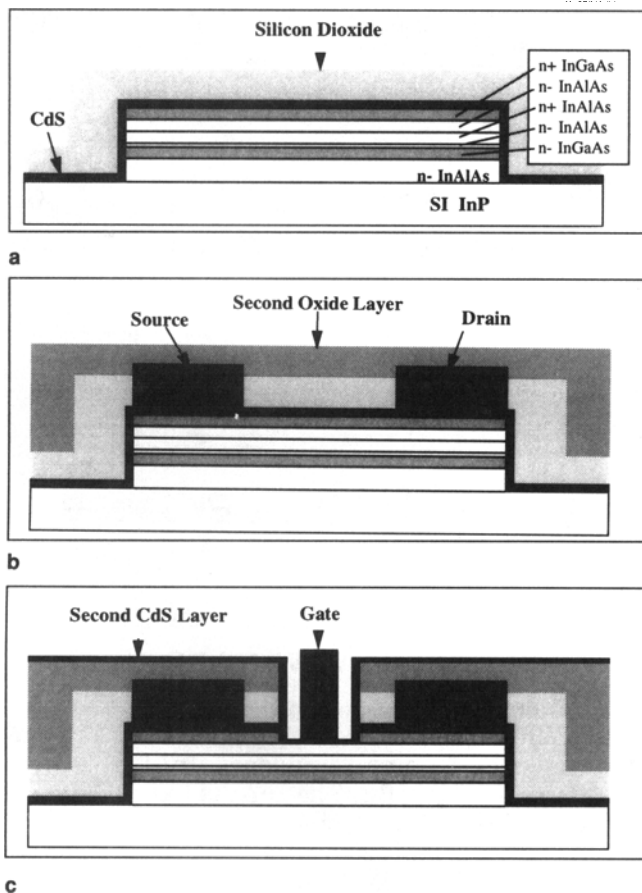 Silicon Dioxide
n+ InGaAs
n- InAlAs
n+ InAlAs
n- InAlAs
n- InGaAs
CdS
n- InAlAs
SI InP
a
Second Oxide Layer
Source
Drain
b
Second CdS Layer
Gate
c